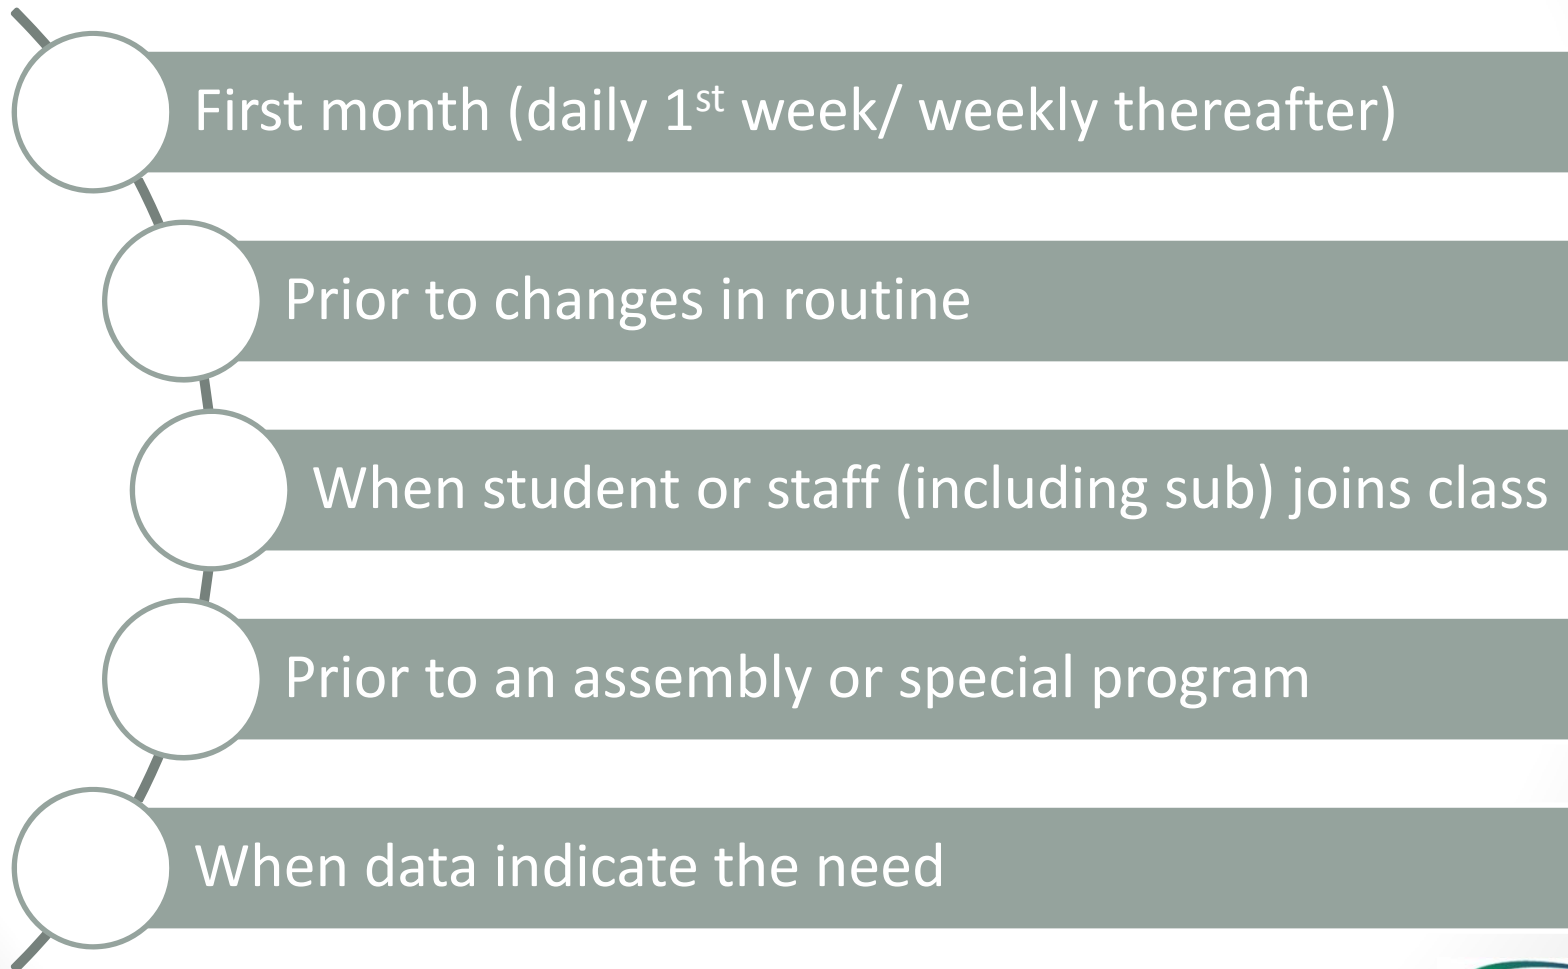 First month (daily 1st week/ weekly thereafter)
Prior to changes in routine
When student or staff (including sub) joins class
Prior to an assembly or special program
When data indicate the need